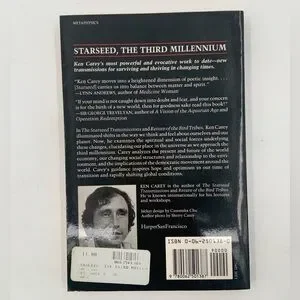 METAPHYSICS
STARSEED, THE THIRD MILLENNIUM
Ken Carey's most powerful and evocative work to date—new
transmissions for surviving and thriving in changing times.
"Ken Carey moves into a heightened dimension of poetic insight. . . .
[Starseed] carries us into balance between matter and spirit."
—LYNN ANDREWS, author of Medicine Woman
"If your mind is not caught down into doubt and fear, and your concern
is for the birth of a new world, then for goodness sake read this book!"
—SIR GEORGE TREVELYAN, author of A Vision of the Aquarian Age and
Operation Redemption
In The Starseed Transmissions and Return of the Bird Tribes, Ken Carey
illuminated shifts in the way we think and feel about ourselves and our
planet. Now, he examines the spiritual and social forces underlying
these changes, elucidating our place in the universe as we approach the
third millennium. Carey analyzes the present and future of the world
economy, our changing social structures and relationship to the envi-
ronment, and the implications of the democratic movement around the
world. Carey's guidance inspires hope and optimism in our time of
transition and rapidly shifting global conditions.
KEN CAREY is the author of The Starseed
Transmissions and Return of the Bird Tribes.
He is known internationally for his lectures
and workshops.
Jacket design by Cassandra Chu
Author photo by Sherry Carey
HarperSanFrancisco
90000
9780062501387